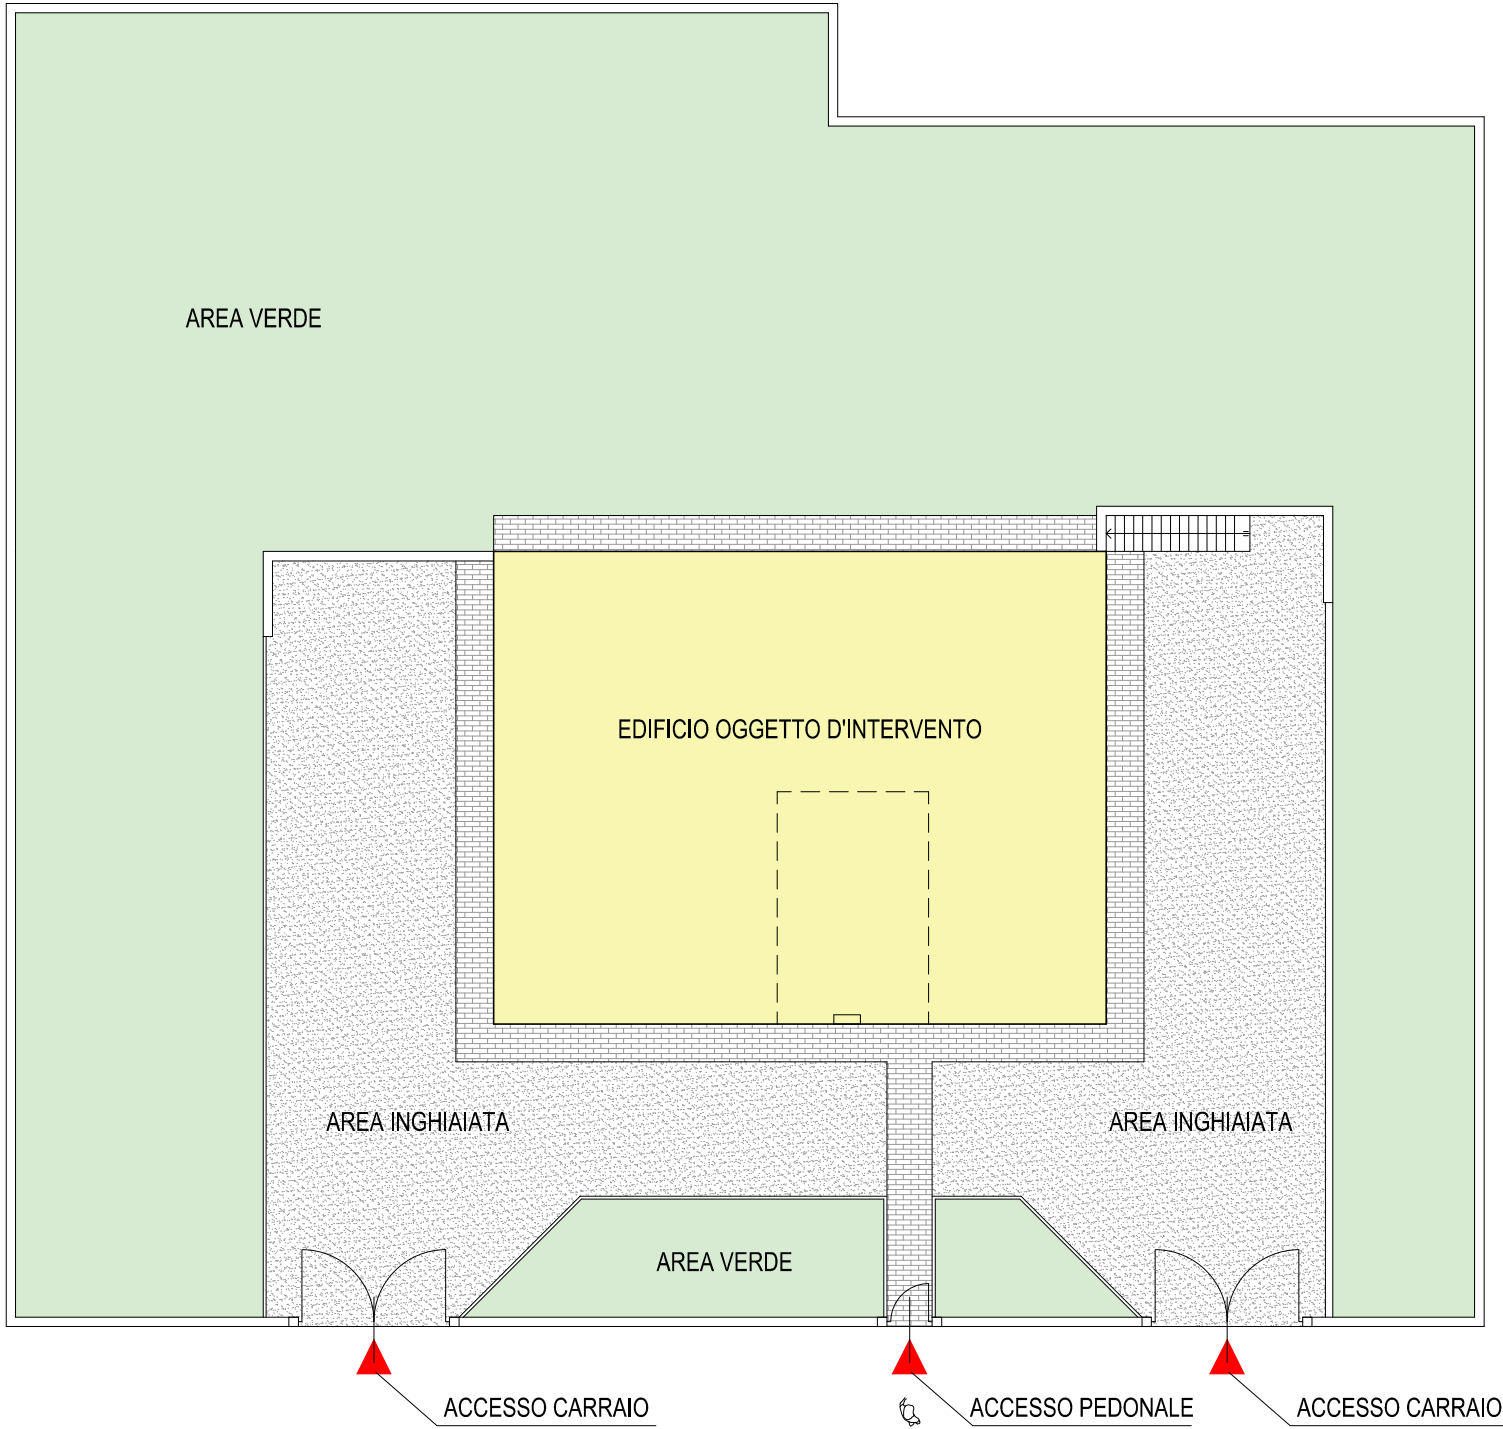 AREA VERDE
EDIFICIO OGGETTO D'INTERVENTO
AREA INGHIAIATA
AREA INGHIAIATA
AREA VERDE
ACCESSO CARRAIO
ACCESSO PEDONALE
ACCESSO CARRAIO